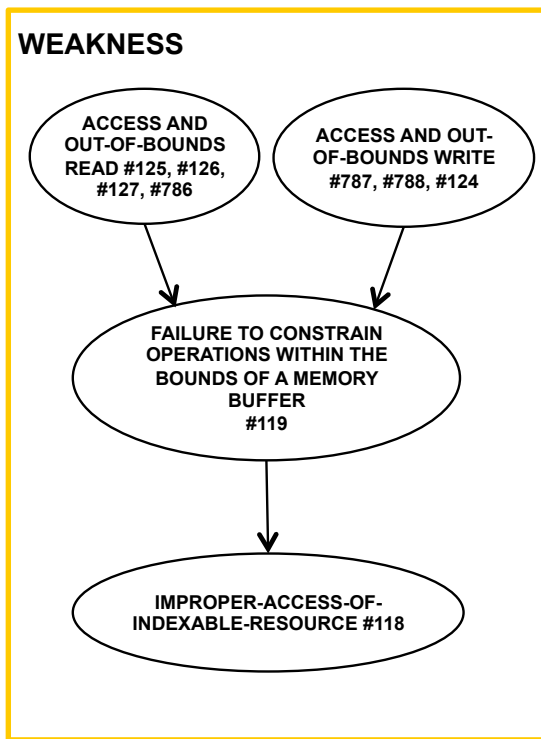 WEAKNESS
ACCESS AND
OUT-OF-BOUNDS
READ #125, #126,
#127, #786
ACCESS AND OUT-
OF-BOUNDS WRITE
#787, #788, #124
FAILURE TO CONSTRAIN
OPERATIONS WITHIN THE
BOUNDS OF A MEMORY
BUFFER
#119
IMPROPER-ACCESS-OF-
INDEXABLE-RESOURCE #118